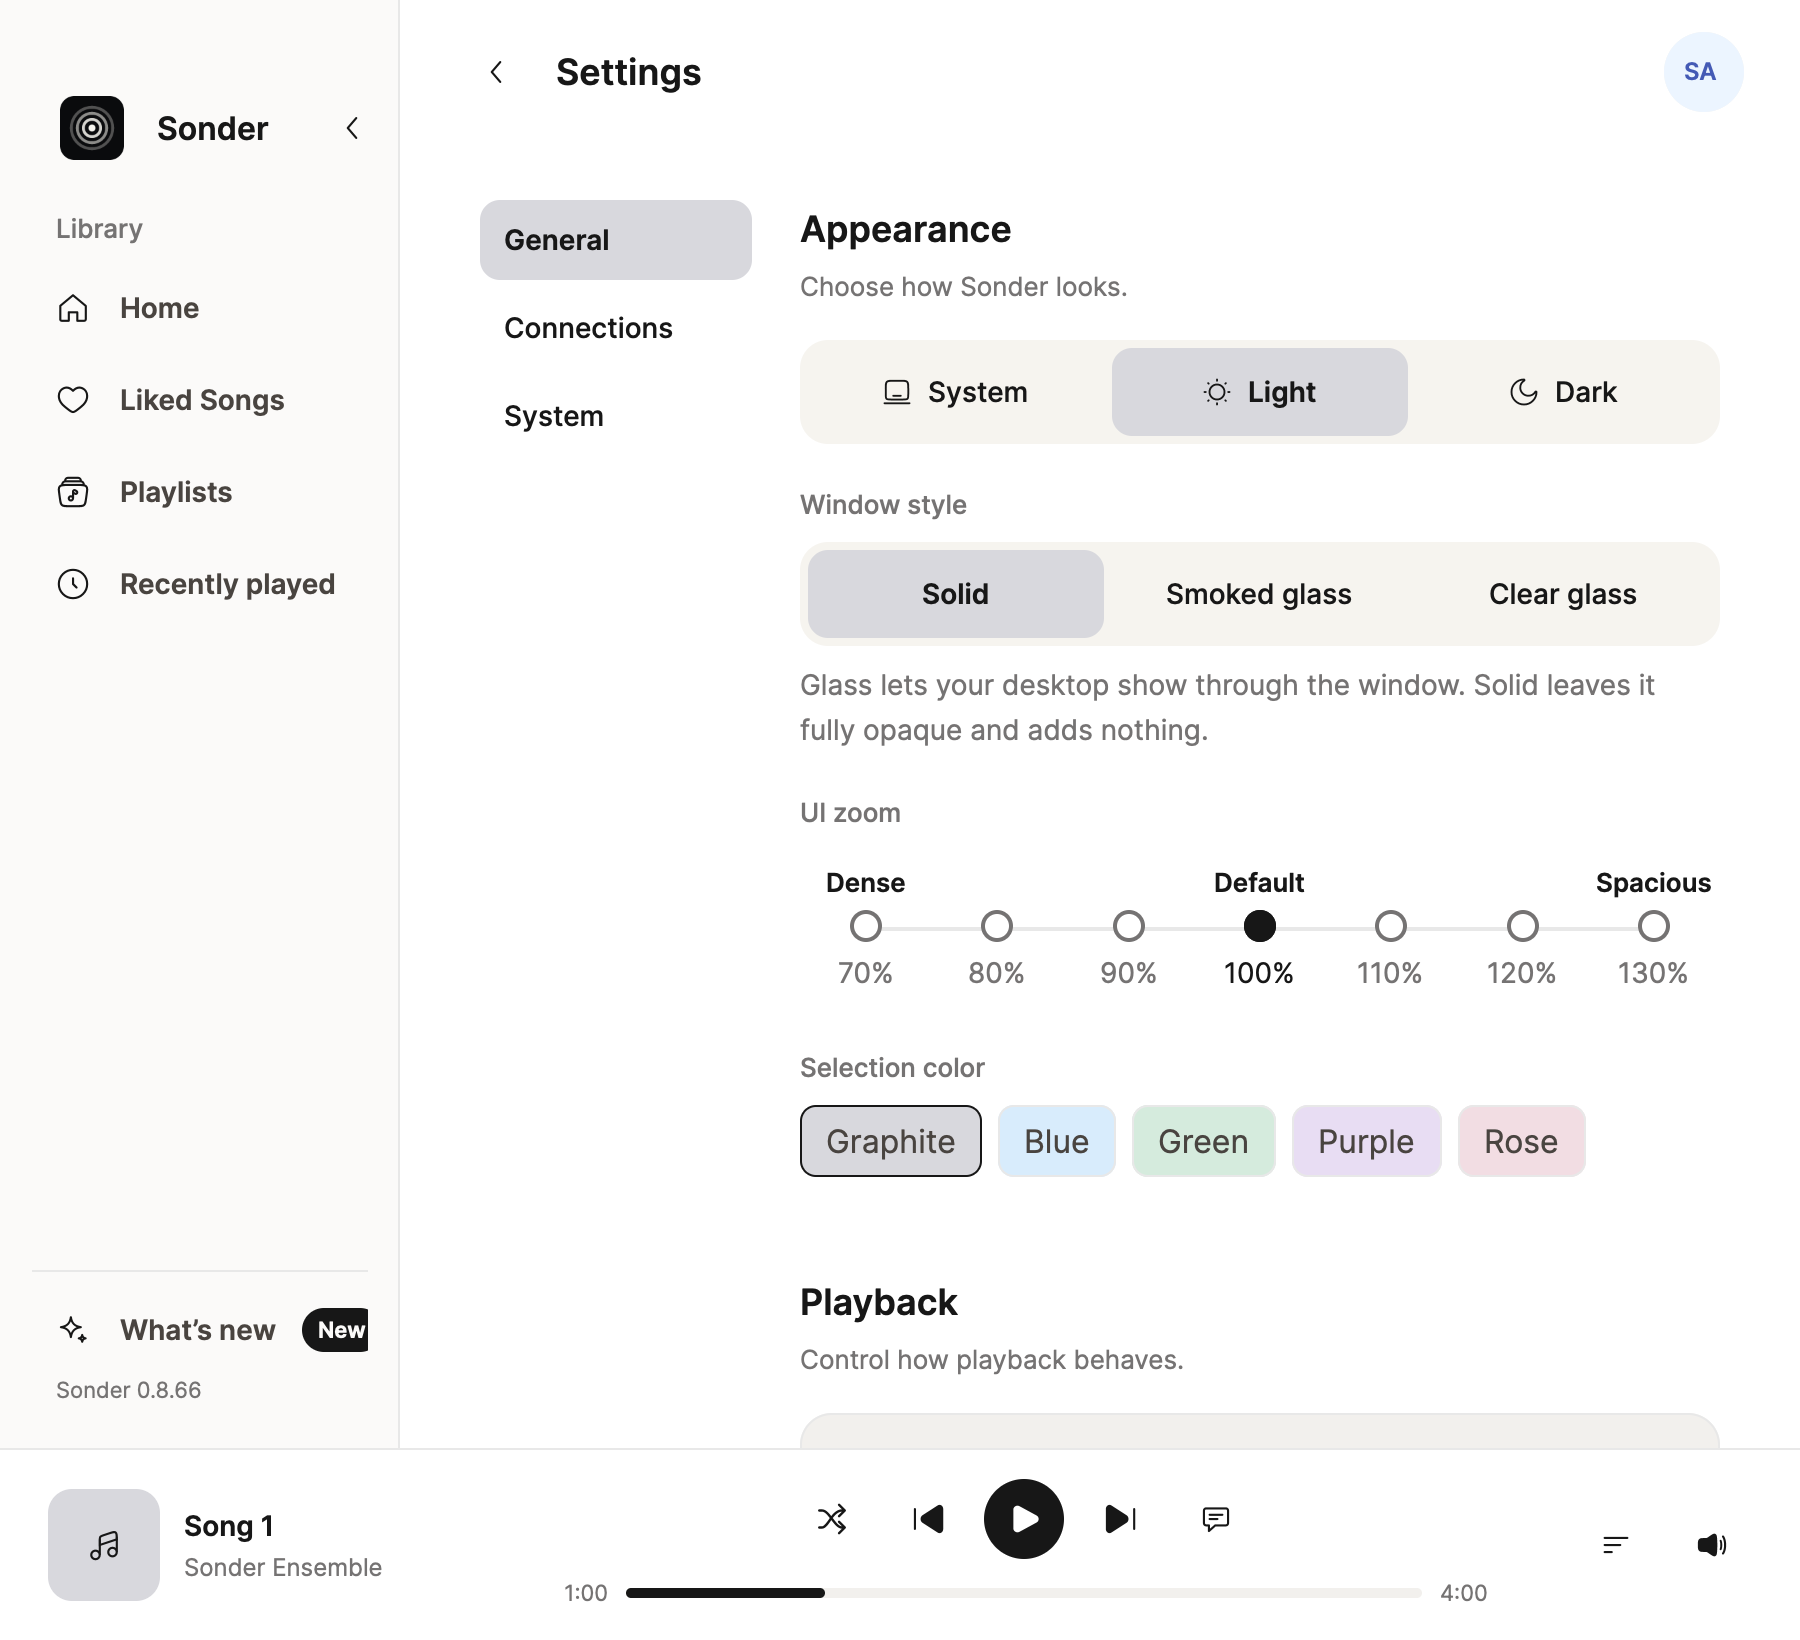 Sonder
Library
Home
Liked Songs
Playlists
Recently played
What’s new
New
Sonder 0.8.66
Settings
SA
General
Connections
System
Appearance
Choose how Sonder looks.
System
Light
Dark
Window style
Solid
Smoked glass
Clear glass
Glass lets your desktop show through the window. Solid leaves it
fully opaque and adds nothing.
UI zoom
Dense
Default
Spacious
70%
80%
90%
100%
110%
120%
130%
Selection color
Graphite
Blue
Green
Purple
Rose
Playback
Control how playback behaves.
Song 1
Sonder Ensemble
1:00
4:00